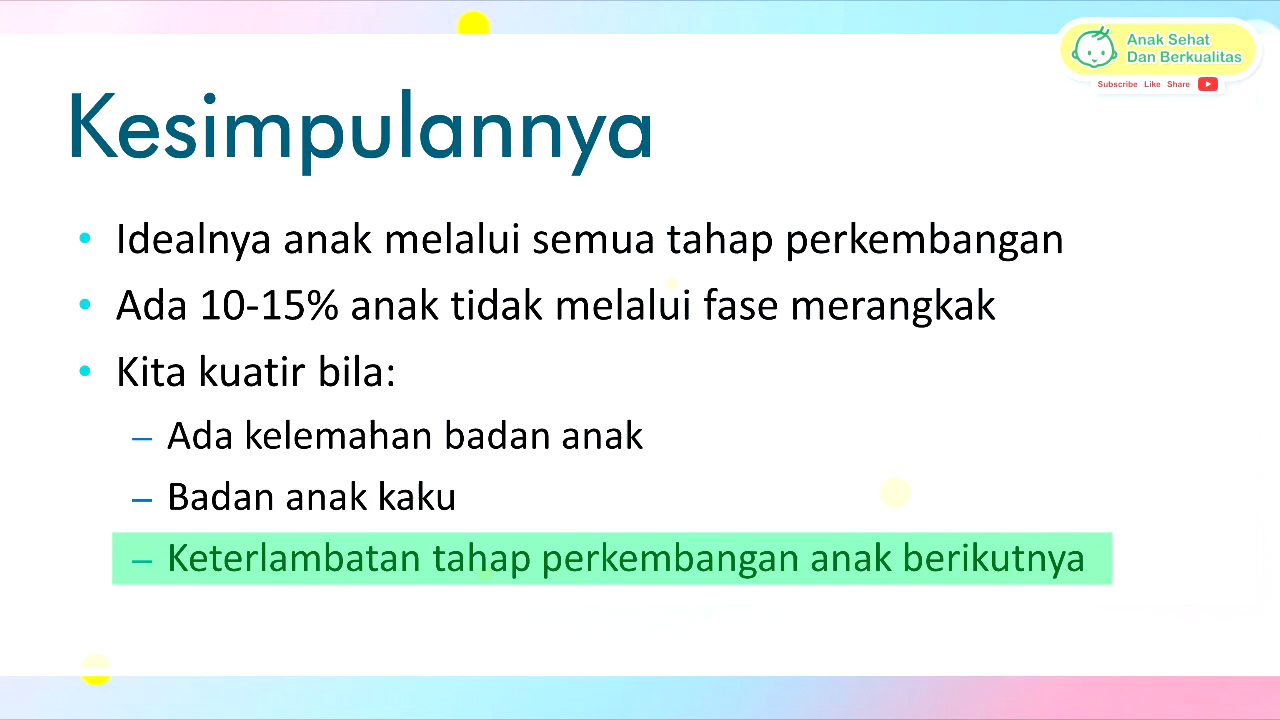 Anak Sehat
Dan Berkualitas
Subscribe Like Share
Kesimpulannya
• Idealnya anak melalui semua tahap perkembangan
• Ada 10-15% anak tidak melalui fase merangkak
• Kita kuatir bila:
– Ada kelemahan badan anak
– Badan anak kaku
– Keterlambatan tahap perkembangan anak berikutnya